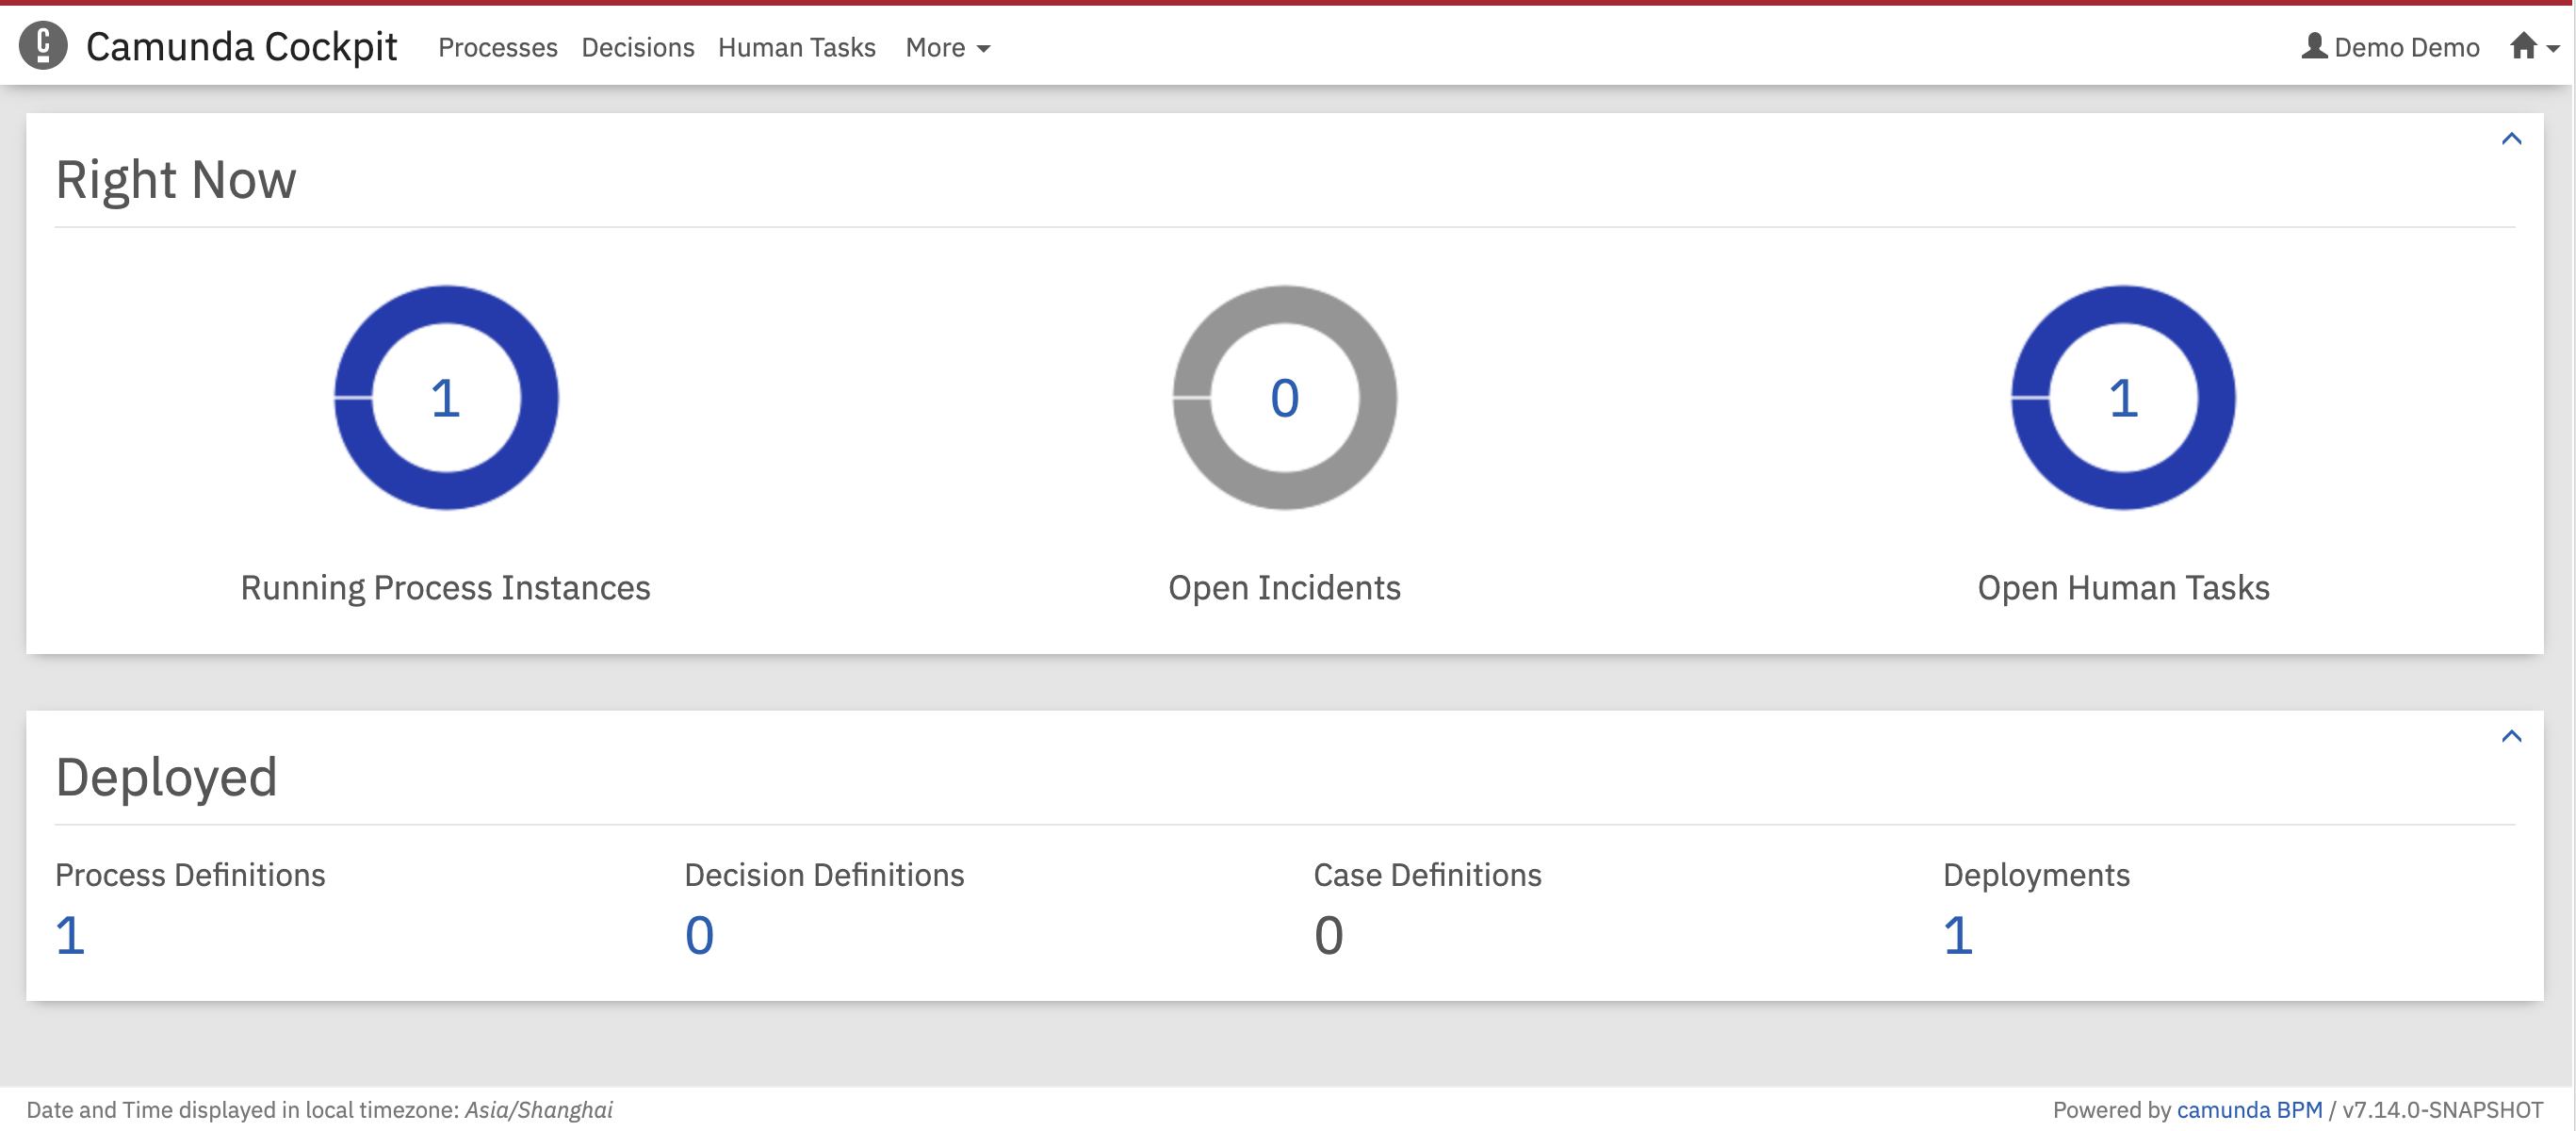 Camunda Cockpit Processes Decisions Human Tasks More Demo Demo
Right Now
1 0 1
Running Process Instances Open Incidents Open Human Tasks
Deployed
Process Definitions Decision Definitions Case Definitions Deployments
1 0 0 1
Date and Time displayed in local timezone: Asia/Shanghai Powered by camunda BPM / v7.14.0-SNAPSHOT